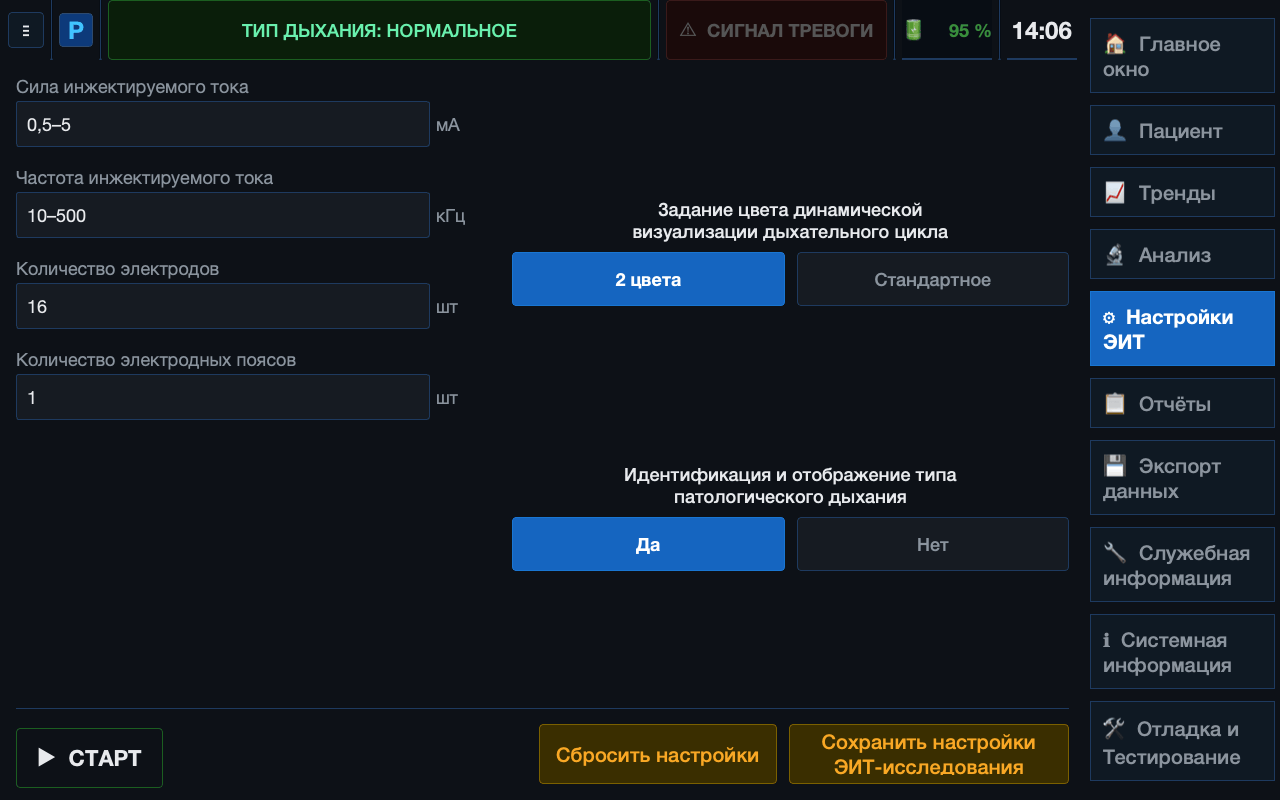 P
ТИП ДЫХАНИЯ: НОРМАЛЬНОЕ
⚠ СИГНАЛ ТРЕВОГИ
95 %
14:06
Сила инжектируемого тока
0,5–5
мА
Частота инжектируемого тока
10–500
кГц
Количество электродов
16
шт
Количество электродных поясов
1
шт
Задание цвета динамической
визуализации дыхательного цикла
2 цвета
Стандартное
Идентификация и отображение типа
патологического дыхания
Да
Нет
▶ СТАРТ
Сбросить настройки
Сохранить настройки
ЭИТ-исследования
Главное
окно
Пациент
Тренды
Анализ
Настройки
ЭИТ
Отчёты
Экспорт
данных
Служебная
информация
ℹ Системная
информация
Отладка и
Тестирование